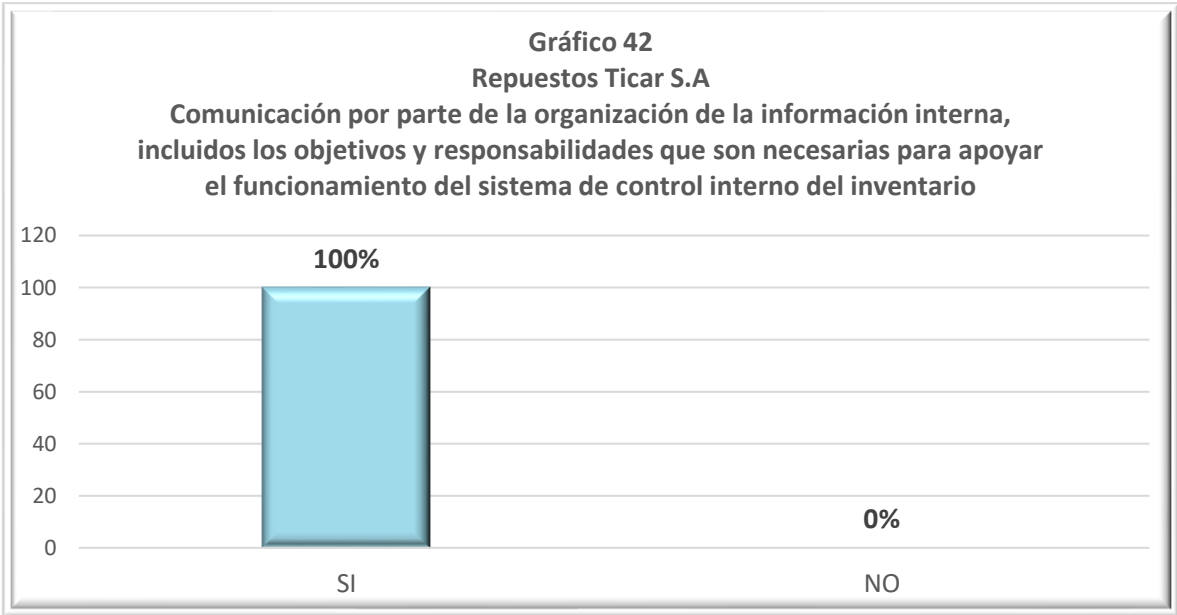 Gráfico 42
Repuestos Ticar S.A
Comunicación por parte de la organización de la información interna,
incluidos los objetivos y responsabilidades que son necesarias para apoyar
el funcionamiento del sistema de control interno del inventario
120
100%
100
80
60
40
20
0%
0
SI
NO